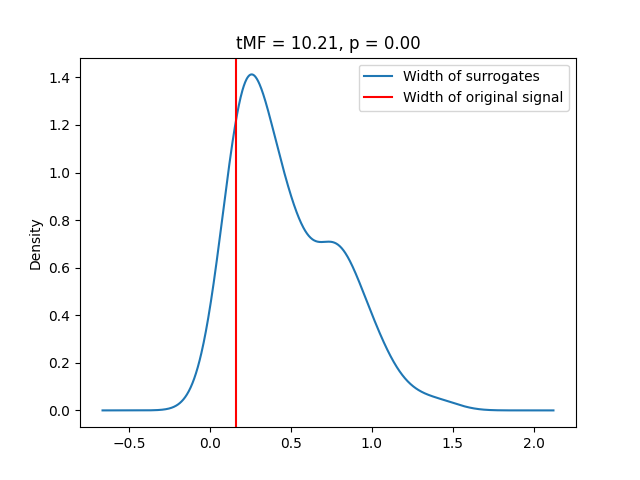 tMF = 10.21, p = 0.00
Width of surrogates
Width of original signal
Density
1.4
1.2
1.0
0.8
0.6
0.4
0.2
0.0
−0.5 0.0 0.5 1.0 1.5 2.0